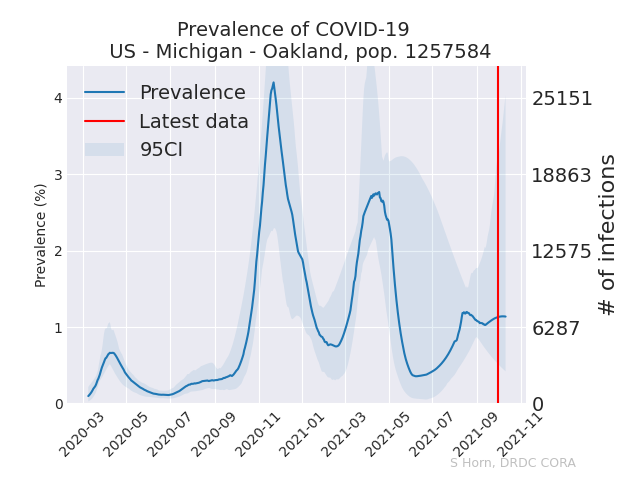 Prevalence of COVID-19
US - Michigan - Oakland, pop. 1257584
Prevalence
Latest data
95CI
Prevalence (%)
4
3
2
1
0
25151
18863
12575
6287
0
# of infections
2020-03
2020-05
2020-07
2020-09
2020-11
2021-01
2021-03
2021-05
2021-07
2021-09
2021-11
S Horn, DRDC CORA